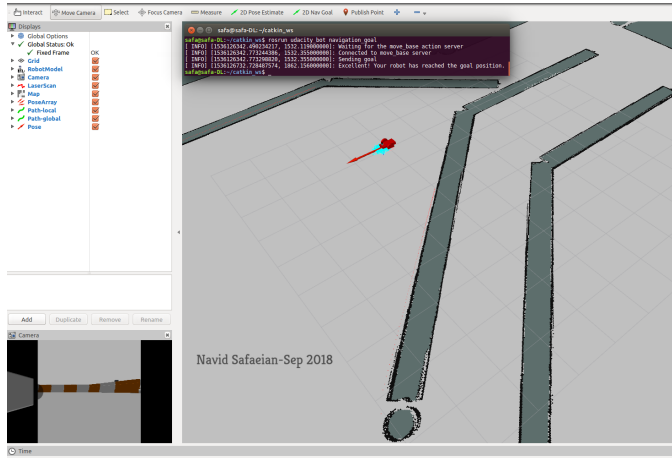 Interact Move Camera Select Focus Camera Measure 2D Pose Estimate 2D Nav Goal Publish Point
Displays
Global Options
Global Status: Ok
Fixed Frame OK
Grid
RobotModel
Camera
LaserScan
Map
PoseArray
Path-local
Path-global
Pose
Add Duplicate Remove Rename
Camera
safa@safa-DL: ~/catkin_ws
safa@safa-DL:~/catkin_ws$ rosrun udacity_bot navigation_goal
[ INFO] [1536126342.490234217, 1532.119000000]: Waiting for the move_base action server
[ INFO] [1536126342.773244386, 1532.355000000]: Connected to move_base server
[ INFO] [1536126342.773298820, 1532.355000000]: Sending goal
[ INFO] [1536126732.728487574, 1862.156000000]: Excellent! Your robot has reached the goal position.
safa@safa-DL:~/catkin_ws$
Navid Safaeian-Sep 2018
Time